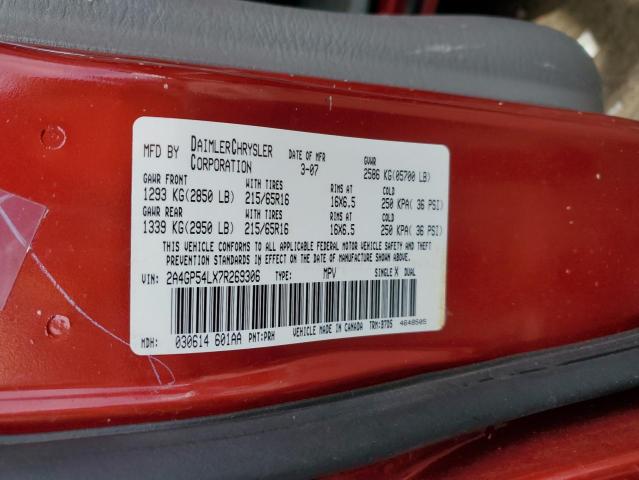 MFD BY DAIMLERCHRYSLER CORPORATION DATE OF MFR 3-07 GVWR 2586 KG(05700 LB)
GAWR FRONT WITH TIRES RIMS AT COLD
1293 KG(2850 LB) 215/65R16 16X6.5 250 KPA( 36 PSI)
GAWR REAR WITH TIRES RIMS AT COLD
1339 KG(2950 LB) 215/65R16 16X6.5 250 KPA( 36 PSI)
THIS VEHICLE CONFORMS TO ALL APPLICABLE FEDERAL MOTOR VEHICLE SAFETY AND THEFT
PREVENTION STANDARDS IN EFFECT ON THE DATE OF MANUFACTURE SHOWN ABOVE.
VIN: 2A4GP54LX7R269306 TYPE: MPV SINGLE X DUAL
MDH: 030614 601AA PNT:PRH VEHICLE MADE IN CANADA TRM:B7D5 4648505